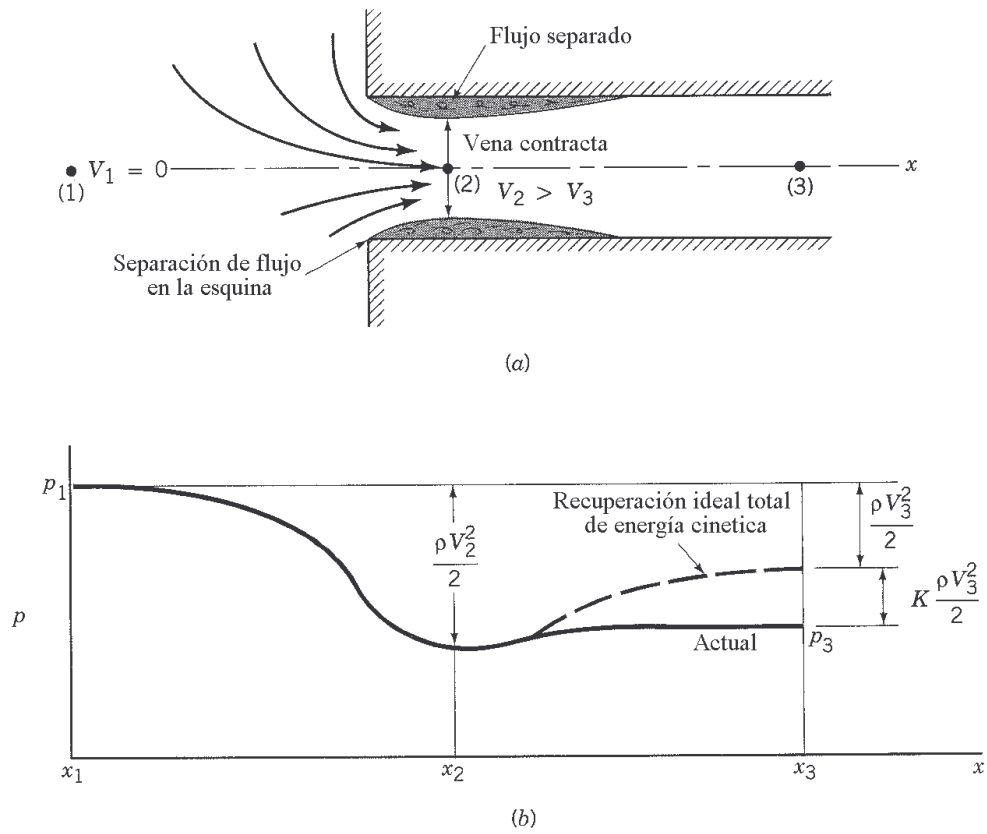 Flujo separado
Vena contracta
V₁ = 0
x
(1)
(2)
V₂ > V₃
(3)
Separación de flujo
en la esquina
(a)
p₁
Recuperación ideal total
de energía cinetica
ρV₃²/2
ρV₂²/2
K ρV₃²/2
p
Actual
p₃
x₁
x₂
x₃
x
(b)